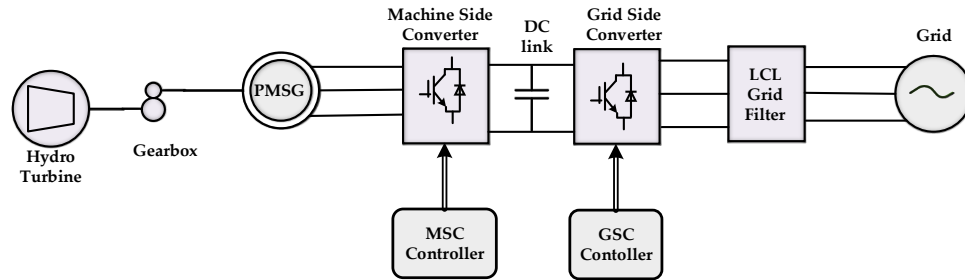 Machine Side
Converter
DC
link
Grid Side
Converter
Grid
PMSG
LCL
Grid
Filter
Hydro
Turbine
Gearbox
MSC
Controller
GSC
Contoller